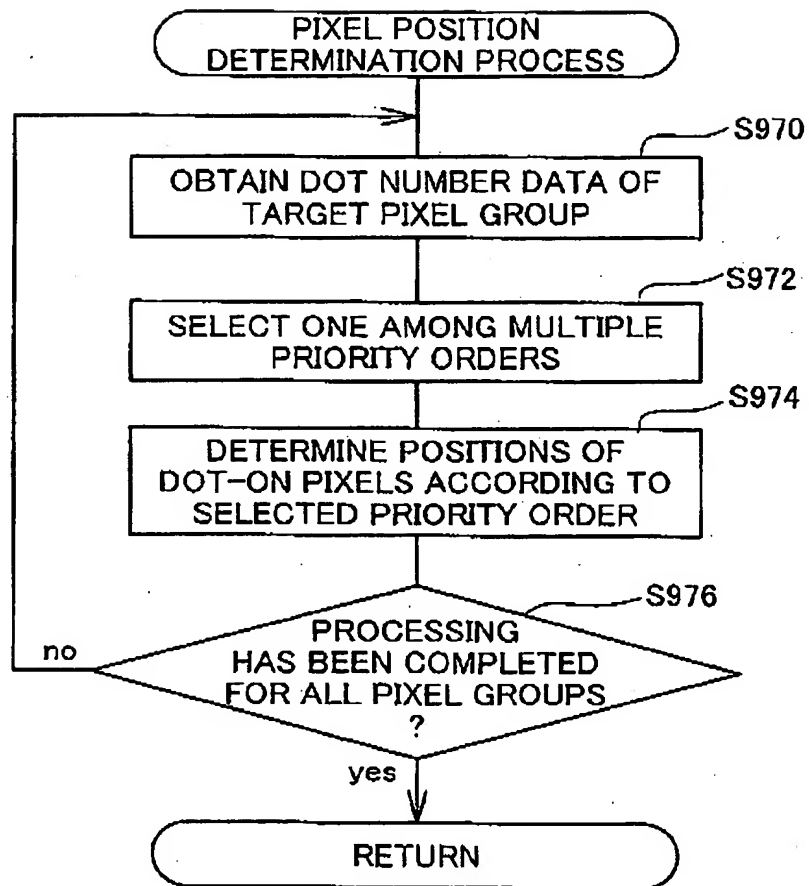 PIXEL POSITION
DETERMINATION PROCESS
S970
OBTAIN DOT NUMBER DATA OF
TARGET PIXEL GROUP
S972
SELECT ONE AMONG MULTIPLE
PRIORITY ORDERS
S974
DETERMINE POSITIONS OF
DOT-ON PIXELS ACCORDING TO
SELECTED PRIORITY ORDER
S976
PROCESSING
HAS BEEN COMPLETED
FOR ALL PIXEL GROUPS
?
no
yes
RETURN